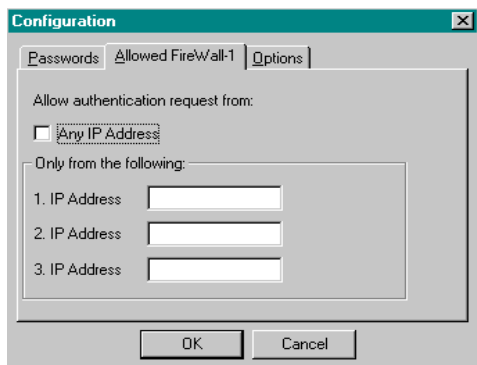 Configuration
Passwords Allowed FireWall-1 Options
Allow authentication request from:
Any IP Address
Only from the following:
1. IP Address
2. IP Address
3. IP Address
OK Cancel